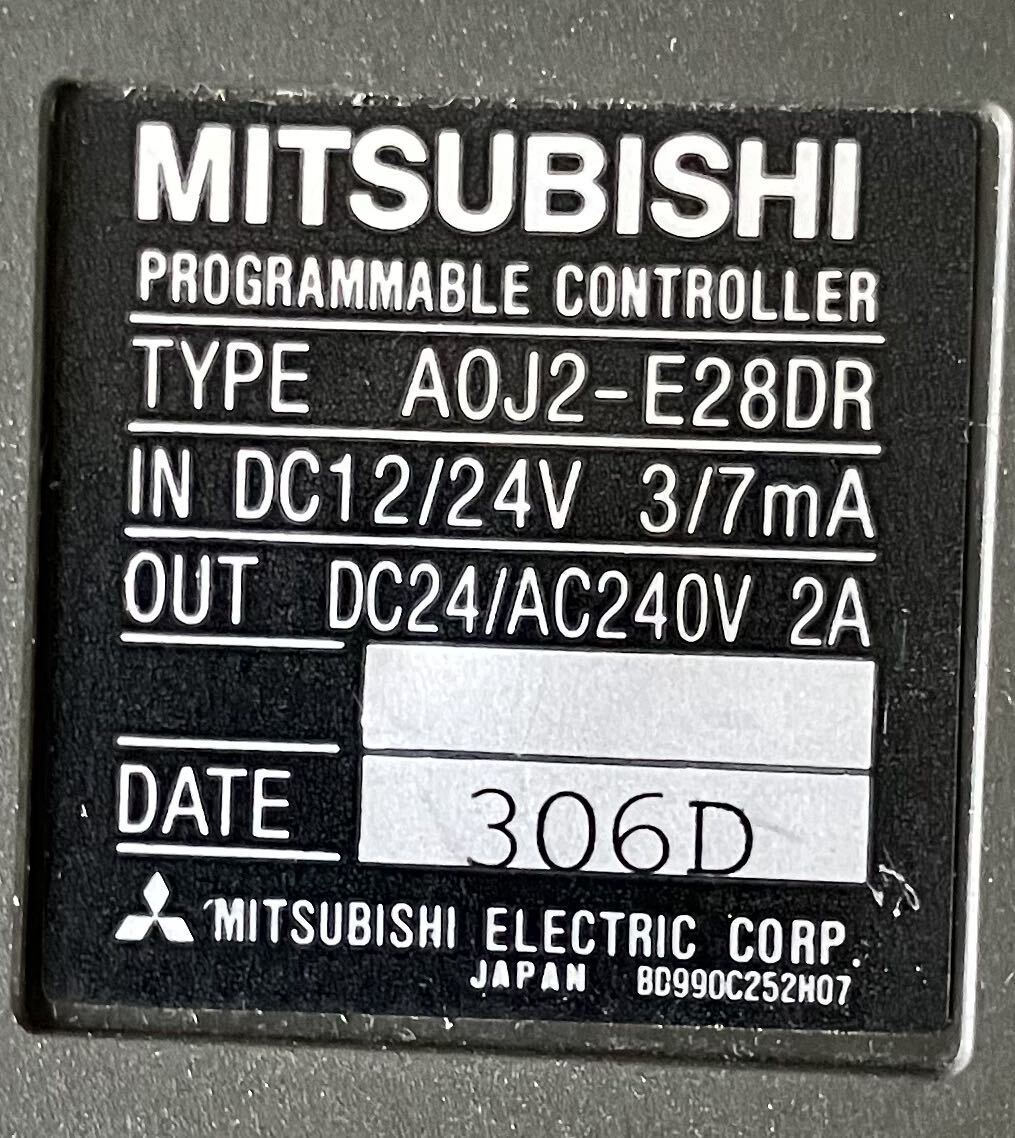 MITSUBISHI
PROGRAMMABLE CONTROLLER
TYPE A0J2-E28DR
IN DC12/24V 3/7mA
OUT DC24/AC240V 2A
DATE 306D
MITSUBISHI ELECTRIC CORP.
JAPAN BD990C252H07